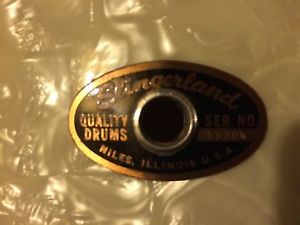 Slingerland
QUALITY DRUMS
SER. NO.
NILES, ILLINOIS U.S.A.